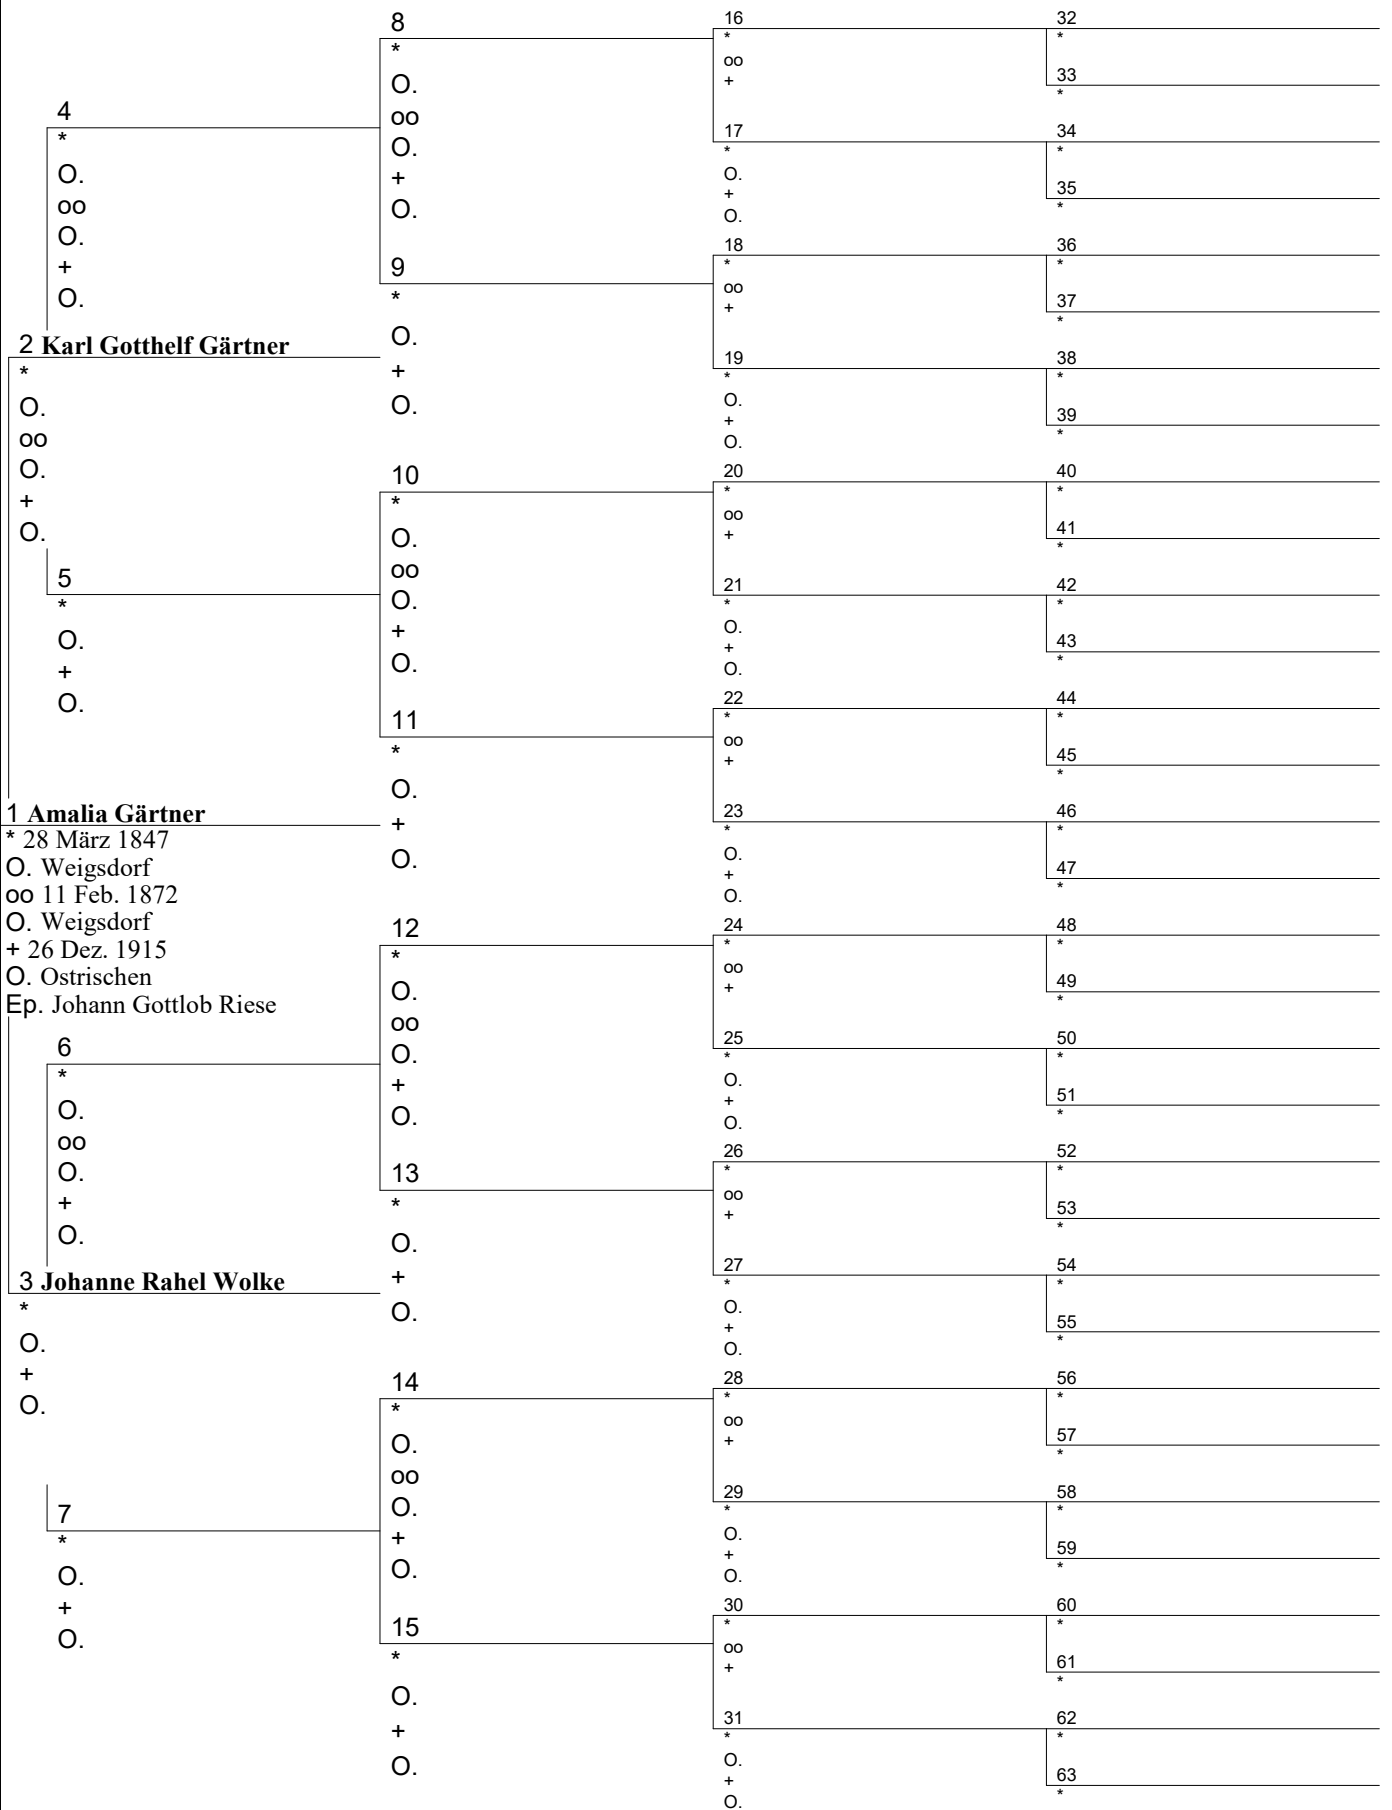 4
*
O.
oo
O.
+
O.
2 Karl Gotthelf Gärtner
*
O.
oo
O.
+
O.
5
*
O.
+
O.
1 Amalia Gärtner
* 28 März 1847
O. Weigsdorf
oo 11 Feb. 1872
O. Weigsdorf
+ 26 Dez. 1915
O. Ostrischen
Ep. Johann Gottlob Riese
6
*
O.
oo
O.
+
O.
3 Johanne Rahel Wolke
*
O.
+
O.
7
*
O.
+
O.
8
*
O.
oo
O.
+
O.
9
*
O.
+
O.
10
*
O.
oo
O.
+
O.
11
*
O.
+
O.
12
*
O.
oo
O.
+
O.
13
*
O.
+
O.
14
*
O.
oo
O.
+
O.
15
*
O.
+
O.
16
*
oo
+
17
*
O.
+
O.
18
*
oo
+
19
*
O.
+
O.
20
*
oo
+
21
*
O.
+
O.
22
*
oo
+
23
*
O.
+
O.
24
*
oo
+
25
*
O.
+
O.
26
*
oo
+
27
*
O.
+
O.
28
*
oo
+
29
*
O.
+
O.
30
*
oo
+
31
*
O.
+
O.
32
*
33
*
34
*
35
*
36
*
37
*
38
*
39
*
40
*
41
*
42
*
43
*
44
*
45
*
46
*
47
*
48
*
49
*
50
*
51
*
52
*
53
*
54
*
55
*
56
*
57
*
58
*
59
*
60
*
61
*
62
*
63
*